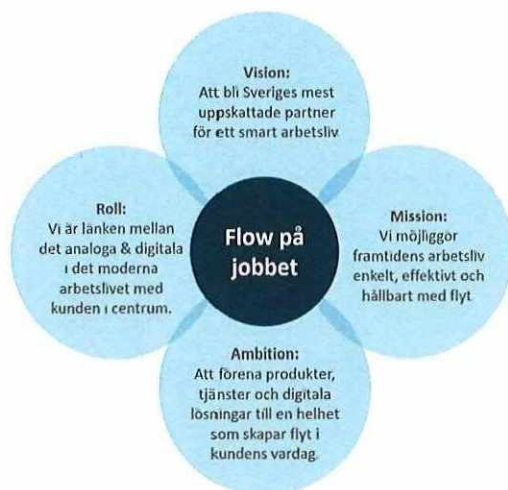 Vision:
Att bli Sveriges mest
uppskattade partner
för ett smart arbetsliv
Roll:
Vi är länken mellan
det analoga & digitala
i det moderna
arbetslivet med
kunden i centrum.
Flow på
jobbet
Mission:
Vi möjliggör
framtidens arbetsliv
enkelt, effektivt och
hållbart med flyt
Ambition:
Att förena produkter,
tjänster och digitala
lösningar till en helhet
som skapar flyt i
kundens vardag.